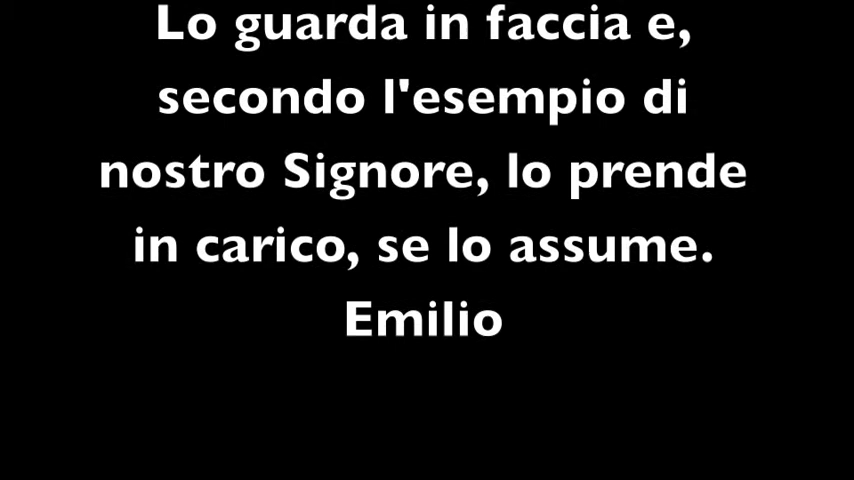 Lo guarda in faccia e,
secondo l'esempio di
nostro Signore, lo prende
in carico, se lo assume.
Emilio